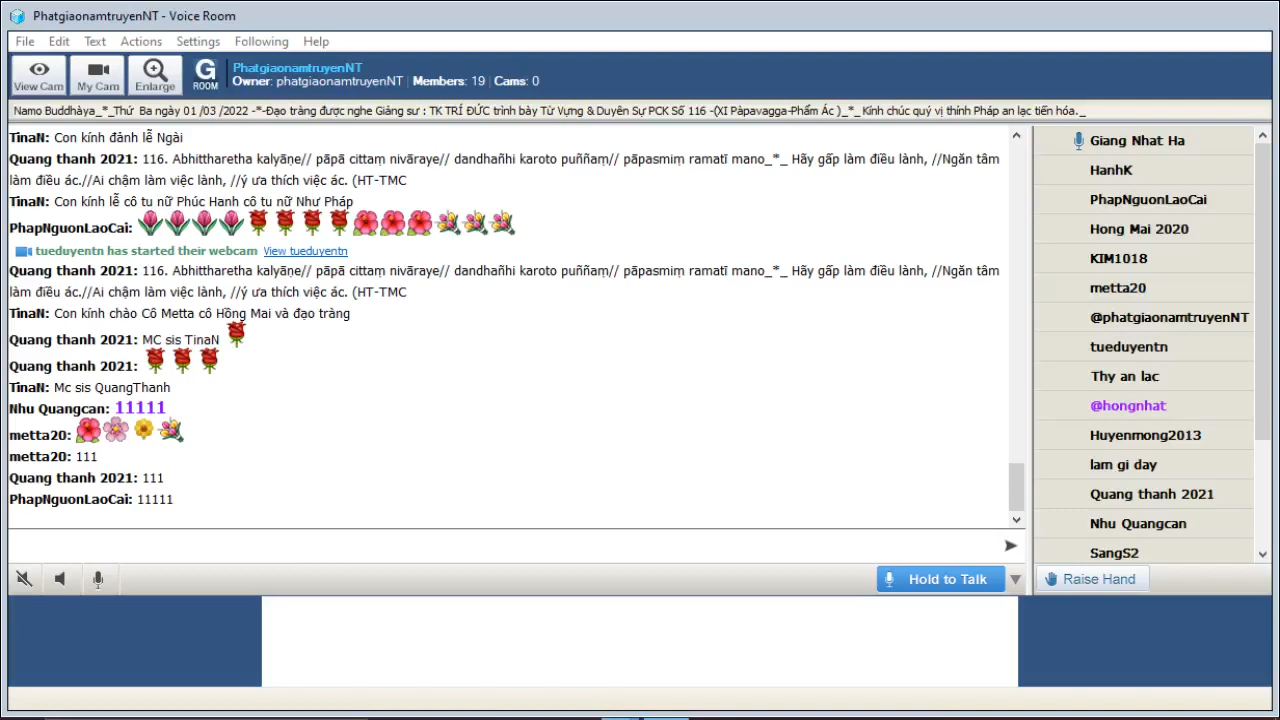 PhatgiaonamtruyenNT - Voice Room
File Edit Text Actions Settings Following Help
View Cam My Cam Enlarge G ROOM
PhatgiaonamtruyenNT
Owner: phatgiaonamtruyenNT Members: 19 Cams: 0
Namo Buddhàya_*_Thứ Ba ngày 01 /03 /2022 -*-Đạo tràng được nghe Giảng sư : TK TRÍ ĐỨC trình bày Từ Vựng & Duyên Sự PCK Số 116 -(XI Pàpavagga-Phẩm Ác )_*_ Kính chúc quý vị thính Pháp an lạc tiến hóa._
TinaN: Con kính đảnh lễ Ngài
Quang thanh 2021: 116. Abhittharetha kalyāṇe// pāpā cittaṃ nivāraye// dandhañhi karoto puññaṃ// pāpasmiṃ ramatī mano_*_ Hãy gấp làm điều lành, //Ngăn tâm
làm điều ác.//Ai chậm làm việc lành, //ý ưa thích việc ác. (HT-TMC
TinaN: Con kính lễ cô tu nữ Phúc Hanh cô tu nữ Như Pháp
PhapNguonLaoCai:
tueduyentn has started their webcam View tueduyentn
Quang thanh 2021: 116. Abhittharetha kalyāṇe// pāpā cittaṃ nivāraye// dandhañhi karoto puññaṃ// pāpasmiṃ ramatī mano_*_ Hãy gấp làm điều lành, //Ngăn tâm
làm điều ác.//Ai chậm làm việc lành, //ý ưa thích việc ác. (HT-TMC
TinaN: Con kính chào Cô Metta cô Hồng Mai và đạo tràng
Quang thanh 2021: MC sis TinaN
Quang thanh 2021:
TinaN: Mc sis QuangThanh
Nhu Quangcan: 11111
metta20:
metta20: 111
Quang thanh 2021: 111
PhapNguonLaoCai: 11111
Hold to Talk
Giang Nhat Ha
HanhK
PhapNguonLaoCai
Hong Mai 2020
KIM1018
metta20
@phatgiaonamtruyenNT
tueduyentn
Thy an lac
@hongnhat
Huyenmong2013
lam gi day
Quang thanh 2021
Nhu Quangcan
SangS2
Raise Hand